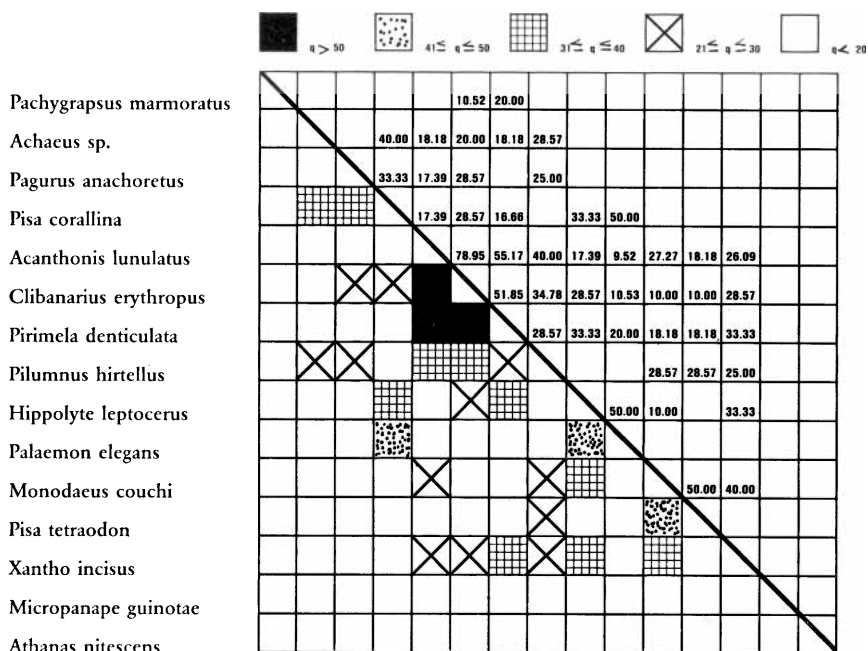 q > 50 41≤ q ≤ 50 31≤ q ≤ 40 21≤ q ≤ 30 q< 20
Pachygrapsus marmoratus 10.52 20.00
Achaeus sp. 40.00 18.18 20.00 18.18 28.57
Pagurus anachoretus 33.33 17.39 28.57 25.00
Pisa corallina 17.39 28.57 16.66 33.33 50.00
Acanthonis lunulatus 78.95 55.17 40.00 17.39 9.52 27.27 18.18 26.09
Clibanarius erythropus 51.85 34.78 28.57 10.53 10.00 10.00 28.57
Pirimela denticulata 28.57 33.33 20.00 18.18 18.18 33.33
Pilumnus hirtellus 28.57 28.57 25.00
Hippolyte leptocerus 50.00 10.00 33.33
Palaemon elegans
Monodaeus couchi 50.00 40.00
Pisa tetraodon
Xantho incisus
Micropanape guinotae
Athanas nitescens